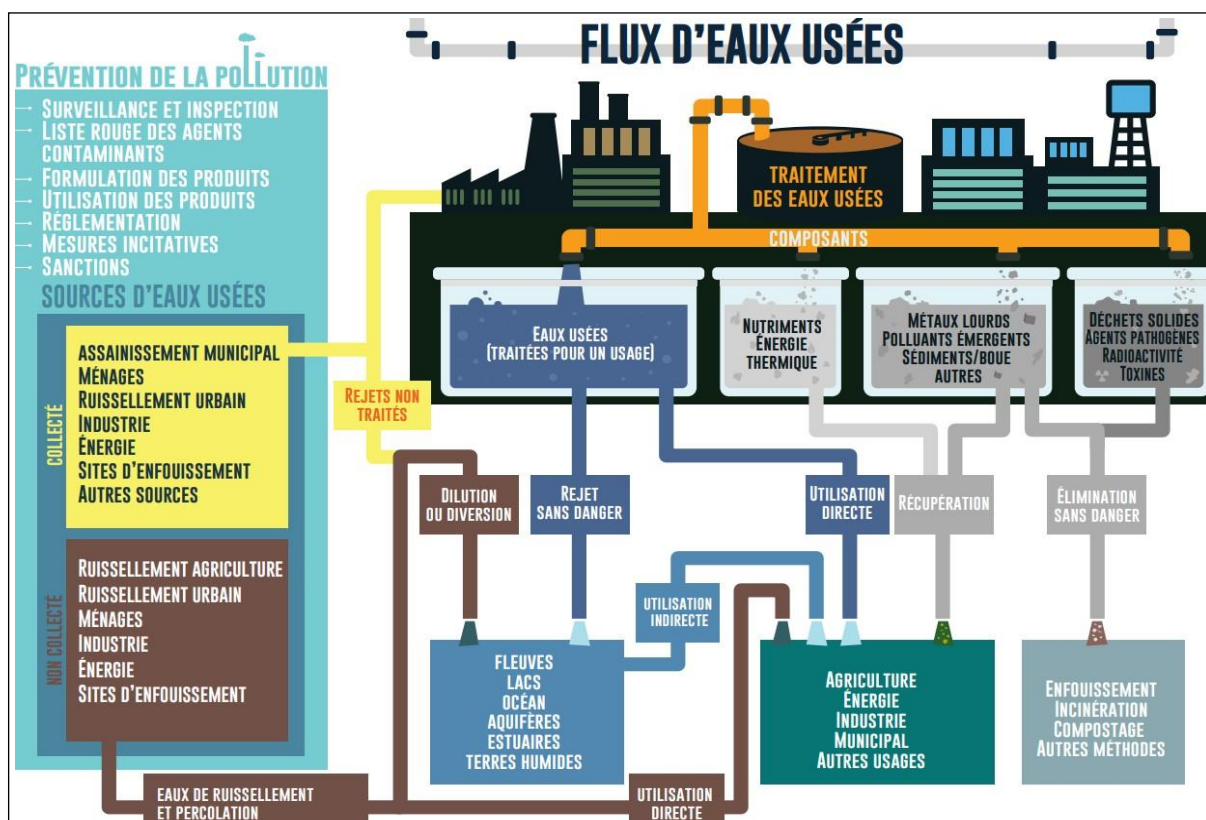 FLUX D'EAUX USÉES
PRÉVENTION DE LA POLLUTION
SURVEILLANCE ET INSPECTION
LISTE ROUGE DES AGENTS
CONTAMINANTS
FORMULATION DES PRODUITS
UTILISATION DES PRODUITS
RÉGLEMENTATION
MESURES INCITATIVES
SANCTIONS
SOURCES D'EAUX USÉES
COLLECTÉ
ASSAINISSEMENT MUNICIPAL
MÉNAGES
RUISSELLEMENT URBAIN
INDUSTRIE
ÉNERGIE
SITES D'ENFOUISSEMENT
AUTRES SOURCES
NON COLLECTÉ
RUISSELLEMENT AGRICULTURE
RUISSELLEMENT URBAIN
MÉNAGES
INDUSTRIE
ÉNERGIE
SITES D'ENFOUISSEMENT
EAUX DE RUISSELLEMENT
ET PERCOLATION
TRAITEMENT
DES EAUX USÉES
COMPOSANTS
EAUX USÉES
(TRAITÉES POUR UN USAGE)
NUTRIMENTS
ÉNERGIE
THERMIQUE
MÉTAUX LOURDS
POLLUANTS ÉMERGENTS
SÉDIMENTS/BOUE
AUTRES
DÉCHETS SOLIDES
AGENTS PATHOGÈNES
RADIOACTIVITÉ
TOXINES
REJETS NON
TRAITÉS
DILUTION
OU DIVERSION
REJET
SANS DANGER
UTILISATION
DIRECTE
RÉCUPÉRATION
ÉLIMINATION
SANS DANGER
UTILISATION
INDIRECTE
FLEUVES
LACS
OCÉAN
AQUIFÈRES
ESTUAIRES
TERRES HUMIDES
AGRICULTURE
ÉNERGIE
INDUSTRIE
MUNICIPAL
AUTRES USAGES
ENFOUISSEMENT
INCINÉRATION
COMPOSTAGE
AUTRES MÉTHODES
UTILISATION
DIRECTE